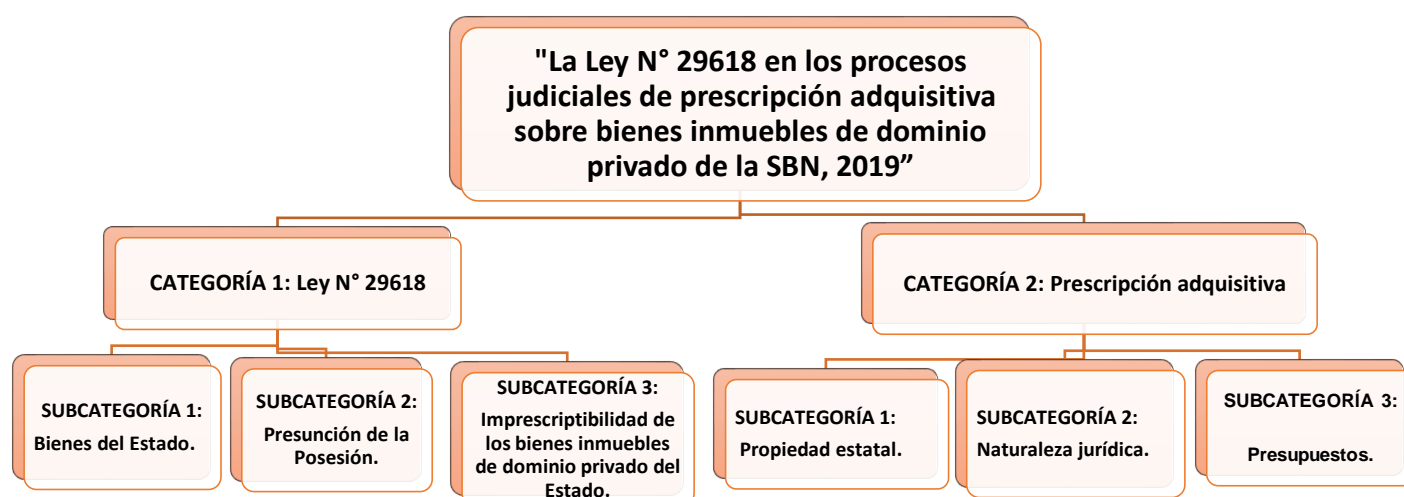 "La Ley N° 29618 en los procesos
judiciales de prescripción adquisitiva
sobre bienes inmuebles de dominio
privado de la SBN, 2019”
CATEGORÍA 1: Ley N° 29618
CATEGORÍA 2: Prescripción adquisitiva
SUBCATEGORÍA 1:
Bienes del Estado.
SUBCATEGORÍA 2:
Presunción de la
Posesión.
SUBCATEGORÍA 3:
Imprescriptibilidad de
los bienes inmuebles
de dominio privado del
Estado.
SUBCATEGORÍA 1:
Propiedad estatal.
SUBCATEGORÍA 2:
Naturaleza jurídica.
SUBCATEGORÍA 3:
Presupuestos.